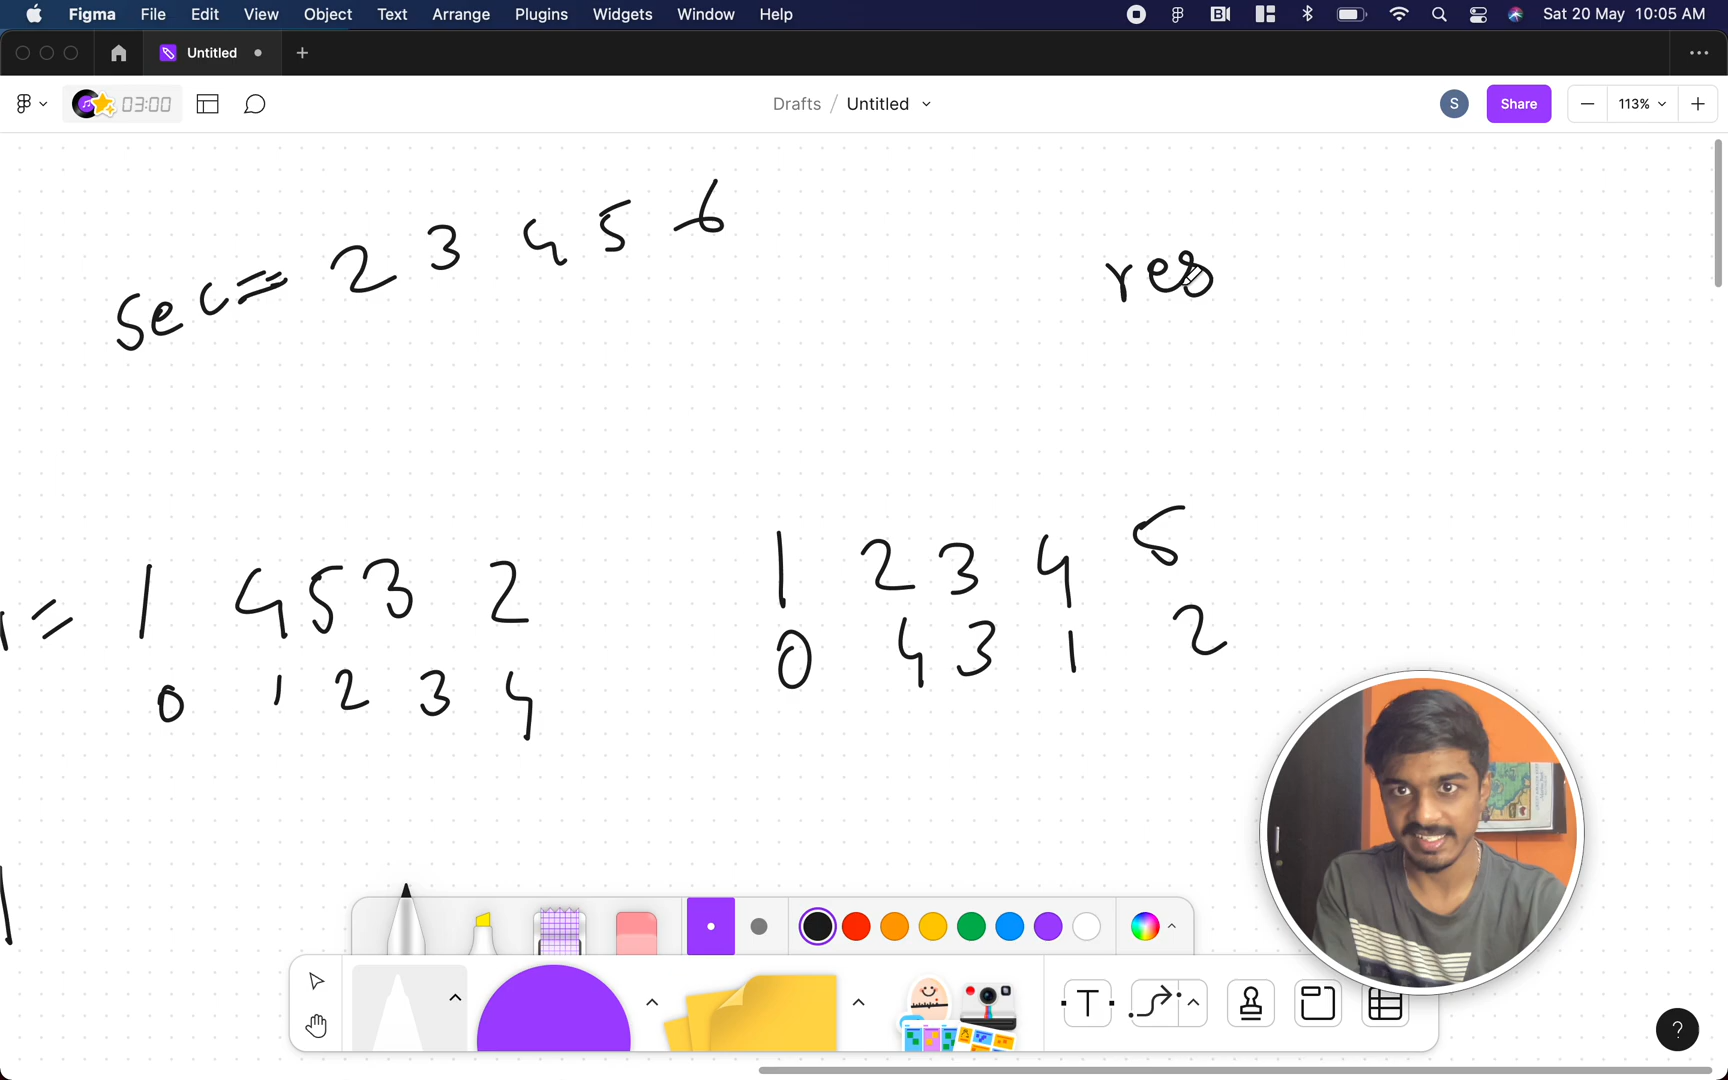 Figma File Edit View Object Text Arrange Plugins Widgets Window Help Sat 20 May 10:05 AM
Untitled
03:00 Drafts / Untitled S Share 113%
Sec = 2 3 4 5 6
res
= 1 4 5 3 2
0 1 2 3 4
1 2 3 4 5
0 4 3 1 2
T
?